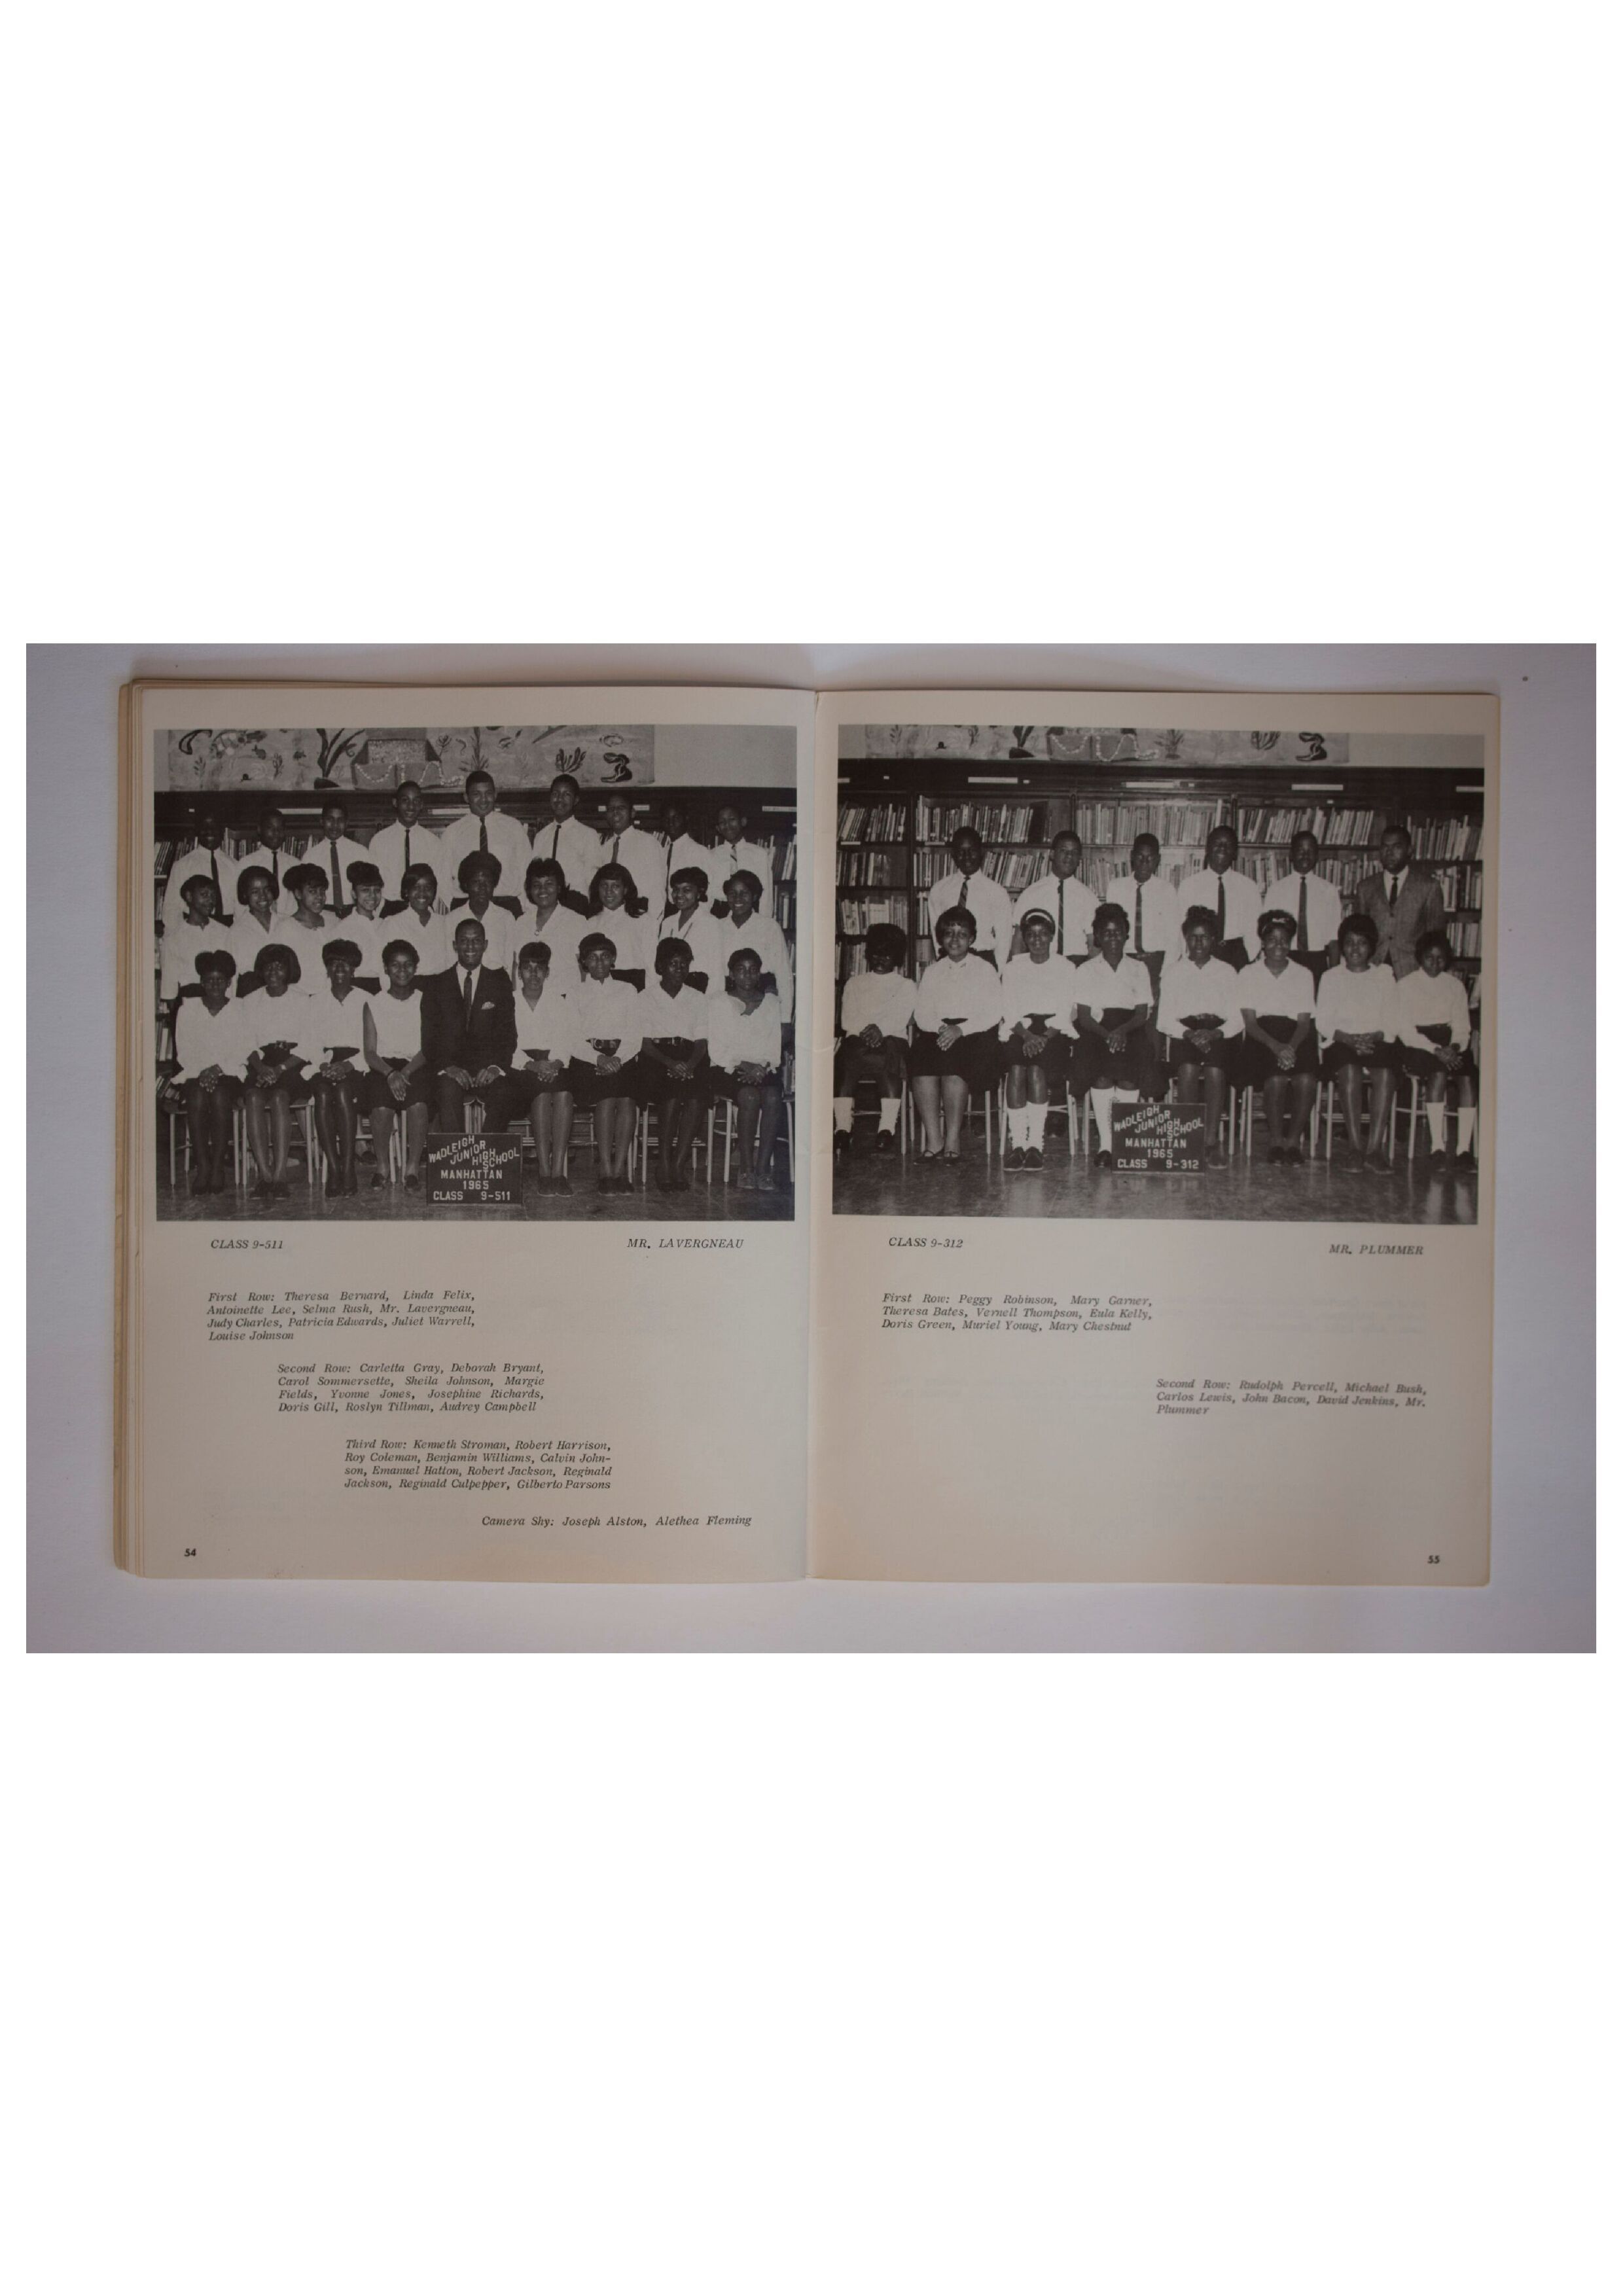 WADLEIGH
JUNIOR
HIGH
SCHOOL
MANHATTAN
1965
CLASS 9-511
CLASS 9-511 MR. LAVERGNEAU
First Row: Theresa Bernard, Linda Felix,
Antoinette Lee, Selma Rush, Mr. Lavergneau,
Judy Charles, Patricia Edwards, Juliet Warrell,
Louise Johnson
Second Row: Carletta Gray, Deborah Bryant,
Carol Sommersette, Sheila Johnson, Margie
Fields, Yvonne Jones, Josephine Richards,
Doris Gill, Roslyn Tillman, Audrey Campbell
Third Row: Kenneth Stroman, Robert Harrison,
Roy Coleman, Benjamin Williams, Calvin John-
son, Emanuel Hatton, Robert Jackson, Reginald
Jackson, Reginald Culpepper, Gilberto Parsons
Camera Shy: Joseph Alston, Alethea Fleming
54
WADLEIGH
JUNIOR
HIGH
SCHOOL
MANHATTAN
1965
CLASS 9-312
CLASS 9-312 MR. PLUMMER
First Row: Peggy Robinson, Mary Garner,
Theresa Bates, Vernell Thompson, Eula Kelly,
Doris Green, Muriel Young, Mary Chestnut
Second Row: Rudolph Percell, Michael Bush,
Carlos Lewis, John Bacon, David Jenkins, Mr.
Plummer
55